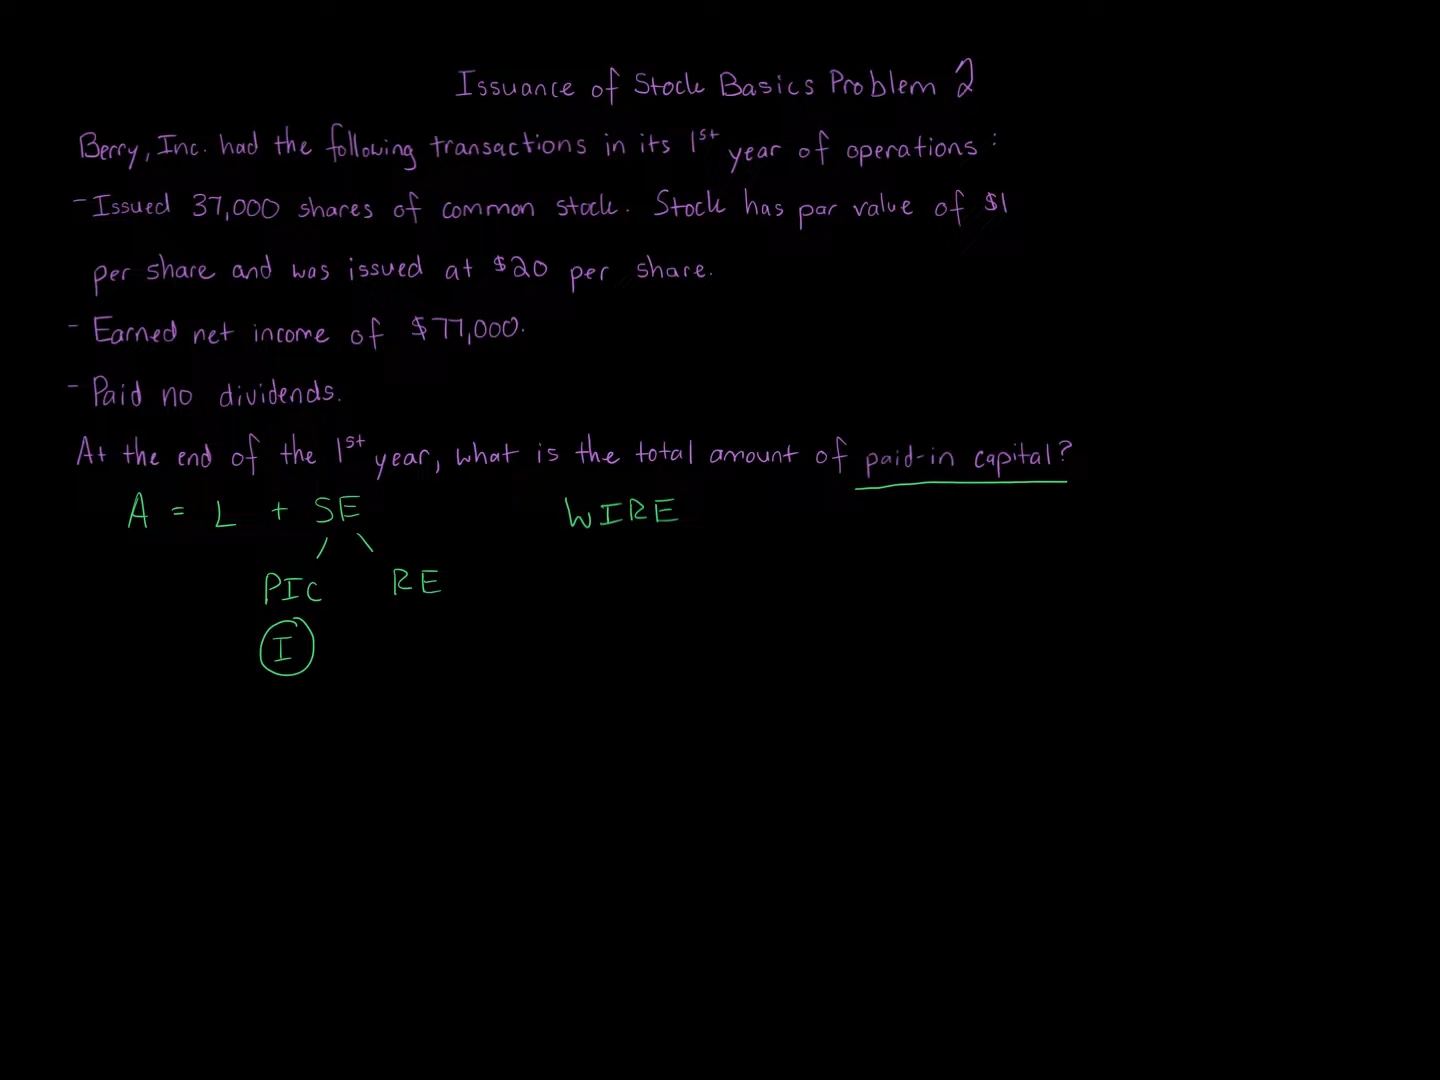 Issuance of Stock Basics Problem 2
Berry, Inc. had the following transactions in its 1st year of operations:
- Issued 37,000 shares of common stock. Stock has par value of $1
per share and was issued at $20 per share.
- Earned net income of $77,000.
- Paid no dividends.
At the end of the 1st year, what is the total amount of paid-in capital?
A = L + SE WIRE
PIC RE
I